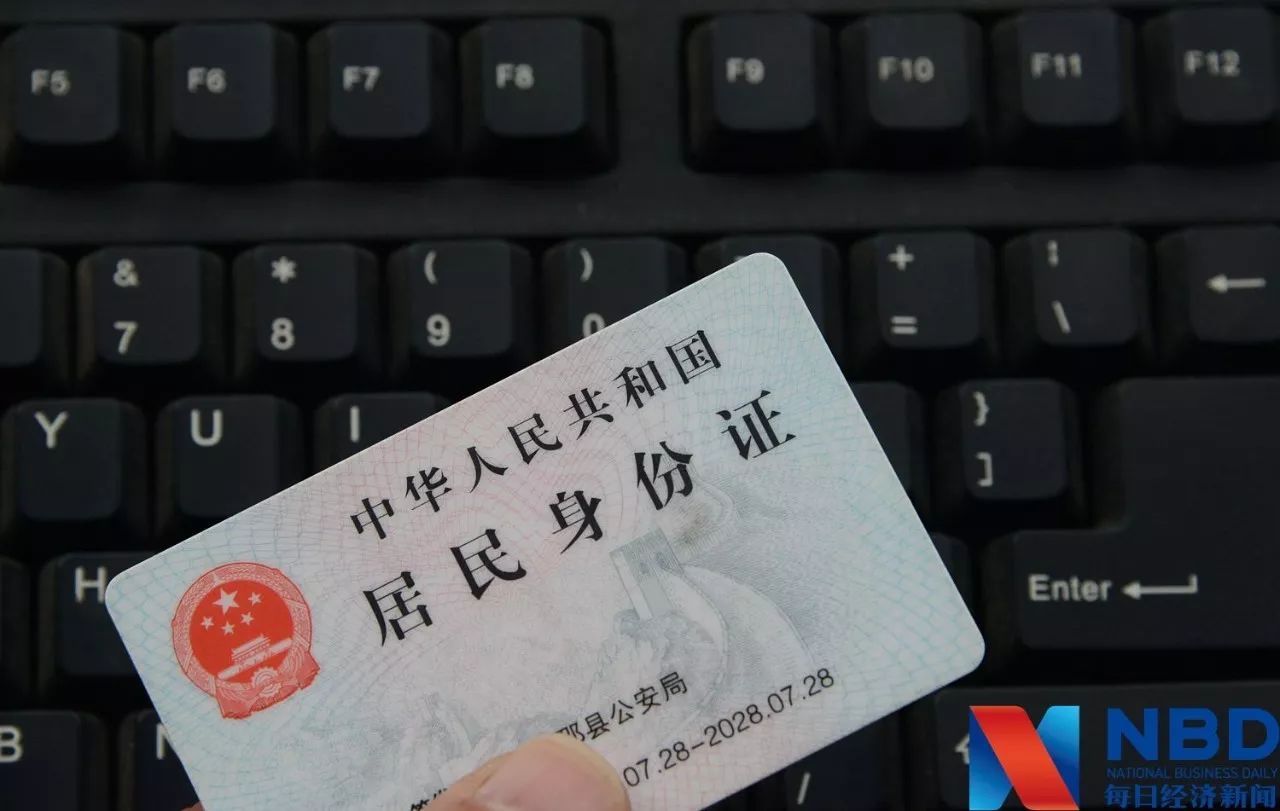 F5 F6 F7 F8 F9 F10 F11 F12
& * ( ) +
7 8 9 0 = \
Y U I }
]
中华人民共和国
居民身份证
H
Enter
县公安局
07.28-2028.07.28
B
/
NBD
NATIONAL BUSINESS DAILY
每日经济新闻